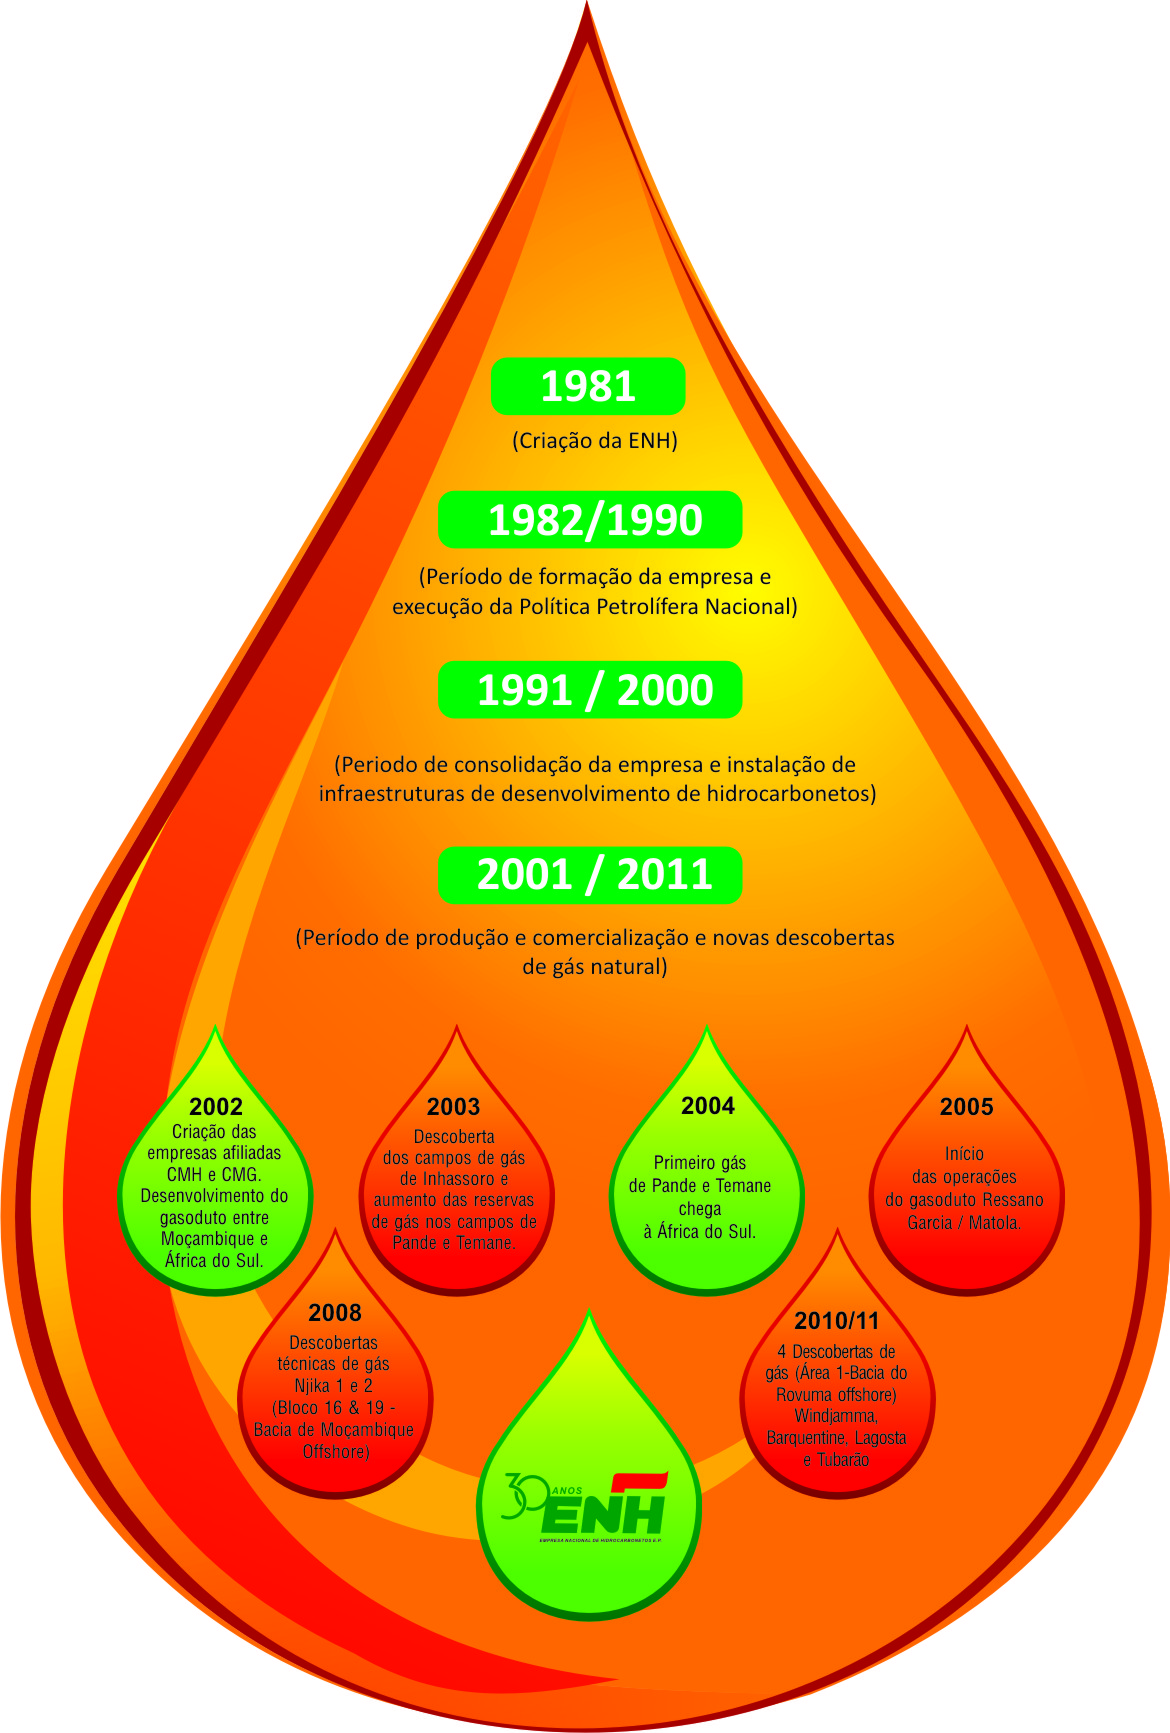 1981
(Criação da ENH)
1982/1990
(Período de formação da empresa e
execução da Política Petrolífera Nacional)
1991 / 2000
(Periodo de consolidação da empresa e instalação de
infraestruturas de desenvolvimento de hidrocarbonetos)
2001 / 2011
(Período de produção e comercialização e novas descobertas
de gás natural)
2002
Criação das
empresas afiliadas
CMH e CMG.
Desenvolvimento do
gasoduto entre
Moçambique e
África do Sul.
2003
Descoberta
dos campos de gás
de Inhassoro e
aumento das reservas
de gás nos campos de
Pande e Temane.
2004
Primeiro gás
de Pande e Temane
chega
à África do Sul.
2005
Início
das operações
do gasoduto Ressano
Garcia / Matola.
2008
Descobertas
técnicas de gás
Njika 1 e 2
(Bloco 16 & 19 -
Bacia de Moçambique
Offshore)
30 ANOS
ENH
EMPRESA NACIONAL DE HIDROCARBONETOS E.P.
2010/11
4 Descobertas de
gás (Área 1-Bacia do
Rovuma offshore)
Windjamma,
Barquentine, Lagosta
e Tubarão